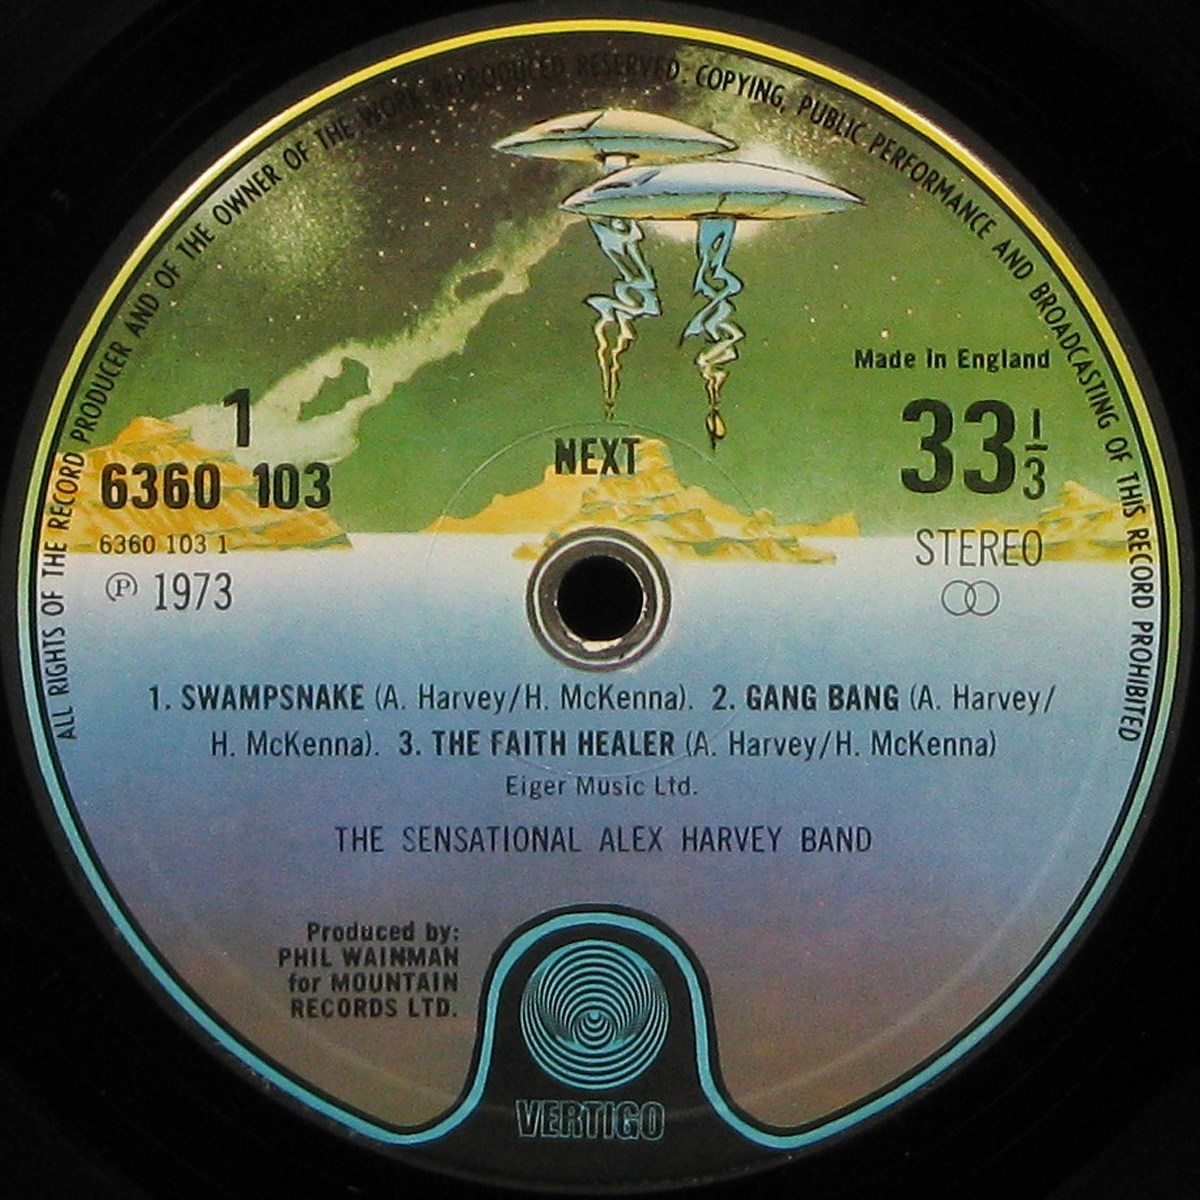 ALL RIGHTS OF THE RECORD PRODUCER AND OF THE OWNER OF THE WORK REPRODUCED RESERVED. COPYING, PUBLIC PERFORMANCE AND BROADCASTING OF THIS RECORD PROHIBITED
Made in England
1
6360 103
6360 103 1
℗ 1973
NEXT
33 1/3
STEREO
1. SWAMPSNAKE (A. Harvey/H. McKenna). 2. GANG BANG (A. Harvey/
H. McKenna). 3. THE FAITH HEALER (A. Harvey/H. McKenna)
Eiger Music Ltd.
THE SENSATIONAL ALEX HARVEY BAND
Produced by:
PHIL WAINMAN
for MOUNTAIN
RECORDS LTD.
VERTIGO